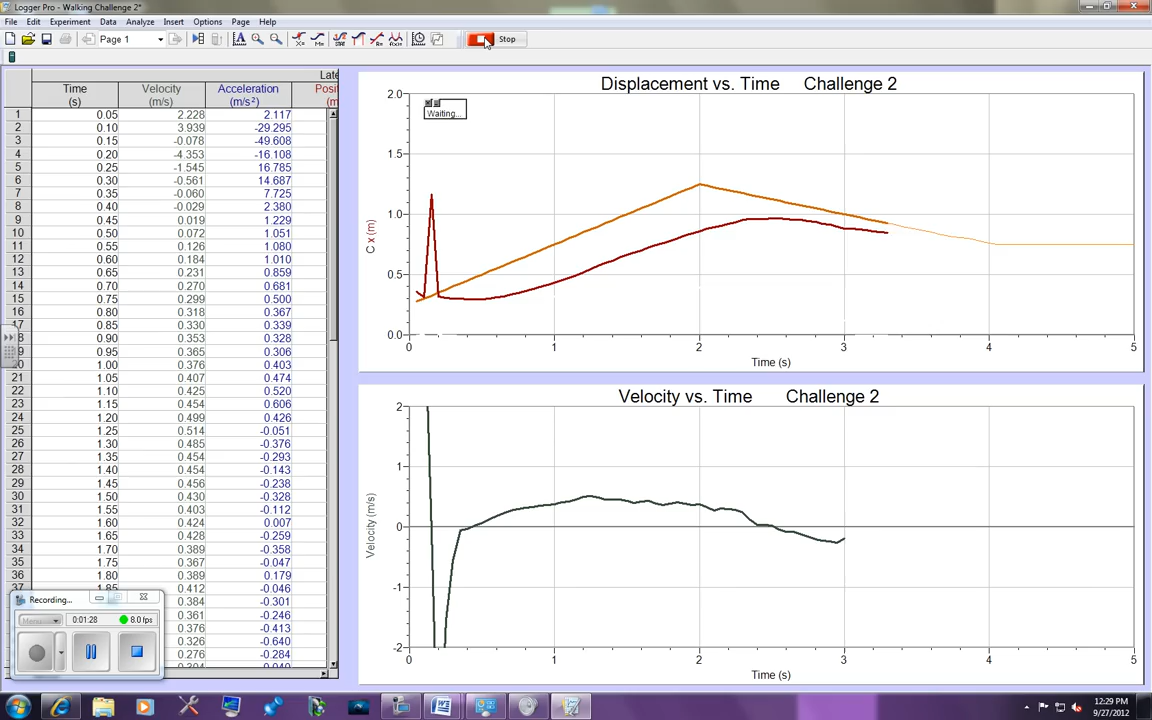 Logger Pro - Walking Challenge 2*
File Edit Experiment Data Analyze Insert Options Page Help
Page 1
Stop
Late
Time Velocity Acceleration Posit
(s) (m/s) (m/s²) (m
1 0.05 2.228 2.117
2 0.10 3.939 -29.295
3 0.15 -0.078 -49.608
4 0.20 -4.353 -16.108
5 0.25 -1.545 16.785
6 0.30 -0.561 14.687
7 0.35 -0.060 7.725
8 0.40 -0.029 2.380
9 0.45 0.019 1.229
10 0.50 0.072 1.051
11 0.55 0.126 1.080
12 0.60 0.184 1.010
13 0.65 0.231 0.859
14 0.70 0.270 0.681
15 0.75 0.299 0.500
16 0.80 0.318 0.367
17 0.85 0.330 0.339
18 0.90 0.353 0.328
19 0.95 0.365 0.306
20 1.00 0.376 0.403
21 1.05 0.407 0.474
22 1.10 0.425 0.520
23 1.15 0.454 0.606
24 1.20 0.499 0.426
25 1.25 0.514 -0.051
26 1.30 0.485 -0.376
27 1.35 0.454 -0.293
28 1.40 0.454 -0.143
29 1.45 0.456 -0.238
30 1.50 0.430 -0.328
31 1.55 0.403 -0.112
32 1.60 0.424 0.007
33 1.65 0.428 -0.259
34 1.70 0.389 -0.358
35 1.75 0.367 -0.047
36 1.80 0.389 0.179
37 1.85 0.412 -0.046
0.384 -0.301
0.361 -0.246
0.376 -0.413
0.326 -0.640
0.276 -0.284
0.304 0.040
Recording...
Menu
0:01:28 8.0 fps
Displacement vs. Time Challenge 2
Waiting...
2.0
1.5
1.0
0.5
0.0
C x (m)
0 1 2 3 4 5
Time (s)
Velocity vs. Time Challenge 2
2
1
0
-1
-2
Velocity (m/s)
0 1 2 3 4 5
Time (s)
12:29 PM
9/27/2012